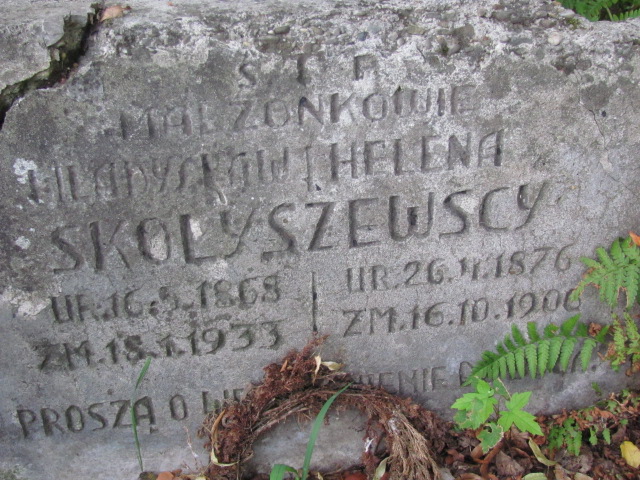 Ś T P
MAŁŻONKOWIE
WŁADYSŁAW I HELENA
SKOŁYSZEWSCY
UR.16.5.1868 UR.26.4.1876
ZM.18.1.1933 ZM.16.10.1906
PROSZĄ O